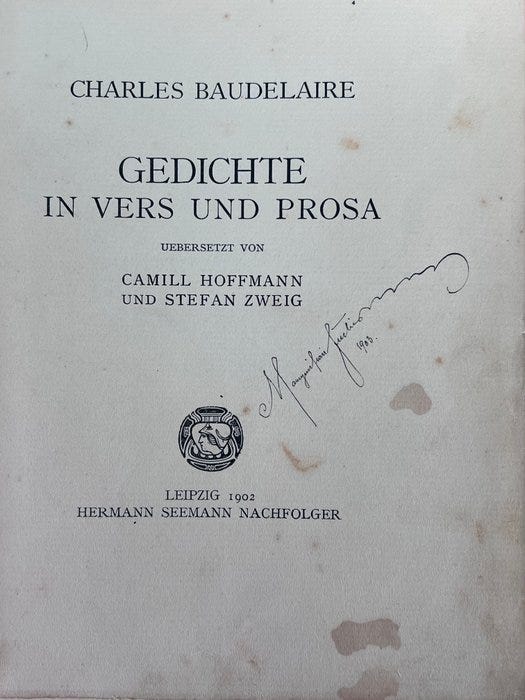 CHARLES BAUDELAIRE
GEDICHTE
IN VERS UND PROSA
UEBERSETZT VON
CAMILL HOFFMANN
UND STEFAN ZWEIG
1903.
LEIPZIG 1902
HERMANN SEEMANN NACHFOLGER